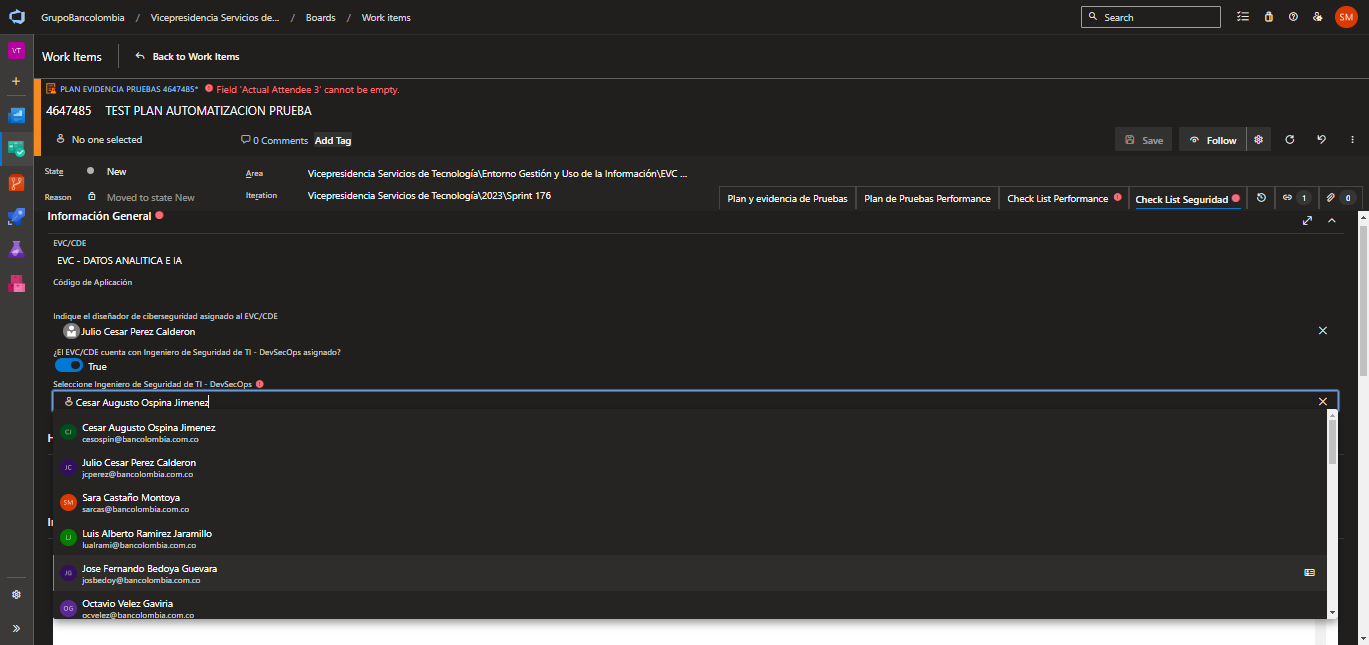 GrupoBancolombia / Vicepresidencia Servicios de... / Boards / Work items
Search
SM
VT
Work Items
Back to Work Items
PLAN EVIDENCIA PRUEBAS 4647485* Field 'Actual Attendee 3' cannot be empty.
4647485 TEST PLAN AUTOMATIZACION PRUEBA
No one selected
0 Comments
Add Tag
Save
Follow
State New
Area Vicepresidencia Servicios de Tecnología\Entorno Gestión y Uso de la Información\EVC ...
Reason Moved to state New
Iteration Vicepresidencia Servicios de Tecnología\2023\Sprint 176
Plan y evidencia de Pruebas
Plan de Pruebas Performance
Check List Performance
Check List Seguridad
1
0
Información General
EVC/CDE
EVC - DATOS ANALITICA E IA
Código de Aplicación
Indique el diseñador de ciberseguridad asignado al EVC/CDE
Julio Cesar Perez Calderon
¿El EVC/CDE cuenta con Ingeniero de Seguridad de TI - DevSecOps asignado?
True
Seleccione Ingeniero de Seguridad de TI - DevSecOps
Cesar Augusto Ospina Jimenez
CJ Cesar Augusto Ospina Jimenez
cesospin@bancolombia.com.co
JC Julio Cesar Perez Calderon
jcperez@bancolombia.com.co
SM Sara Castaño Montoya
sarcas@bancolombia.com.co
LJ Luis Alberto Ramirez Jaramillo
lualrami@bancolombia.com.co
JG Jose Fernando Bedoya Guevara
josbedoy@bancolombia.com.co
OG Octavio Velez Gaviria
ocvelez@bancolombia.com.co